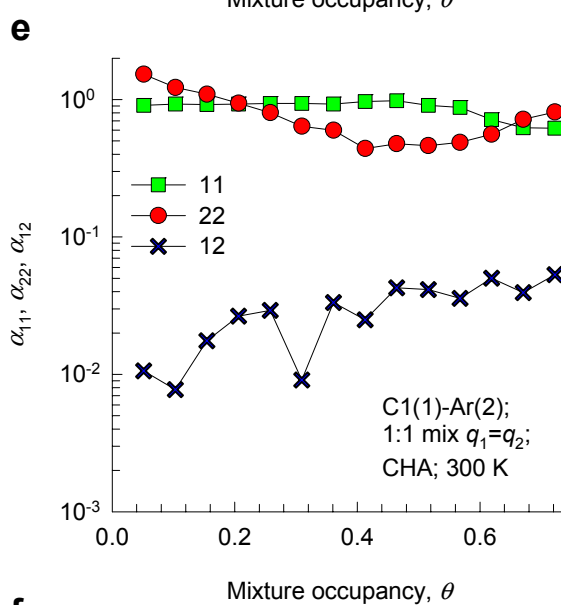 Mixture occupancy, θ
e
10⁰
11
22
12
10⁻¹
α₁₁, α₂₂, α₁₂
10⁻²
C1(1)-Ar(2);
1:1 mix q₁=q₂;
CHA; 300 K
10⁻³
0.0 0.2 0.4 0.6
Mixture occupancy, θ